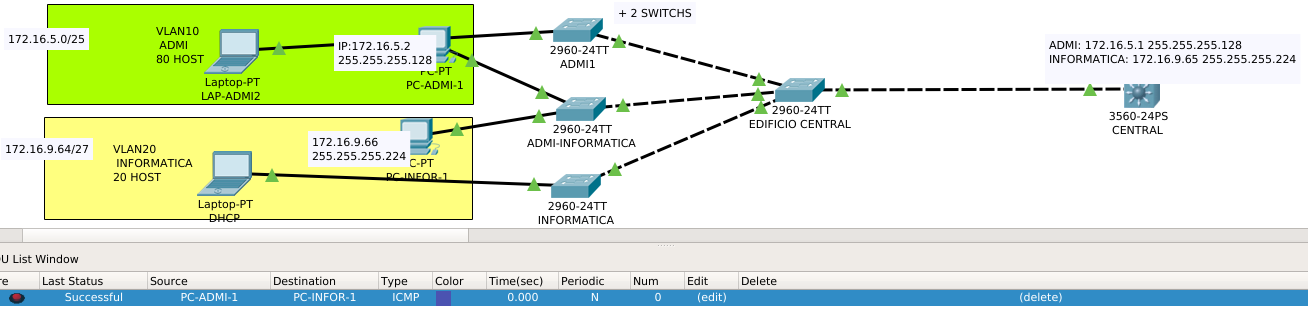 + 2 SWITCHS
172.16.5.0/25
VLAN10
ADMI
80 HOST
IP:172.16.5.2
255.255.255.128
Laptop-PT
LAP-ADMI2
PC-PT
PC-ADMI-1
2960-24TT
ADMI1
ADMI: 172.16.5.1 255.255.255.128
INFORMATICA: 172.16.9.65 255.255.255.224
2960-24TT
EDIFICIO CENTRAL
3560-24PS
CENTRAL
2960-24TT
ADMI-INFORMATICA
172.16.9.64/27
VLAN20
INFORMATICA
20 HOST
172.16.9.66
255.255.255.224
C-PT
PC-INFOR-1
Laptop-PT
DHCP
2960-24TT
INFORMATICA
U List Window
re Last Status Source Destination Type Color Time(sec) Periodic Num Edit Delete
Successful PC-ADMI-1 PC-INFOR-1 ICMP 0.000 N 0 (edit) (delete)